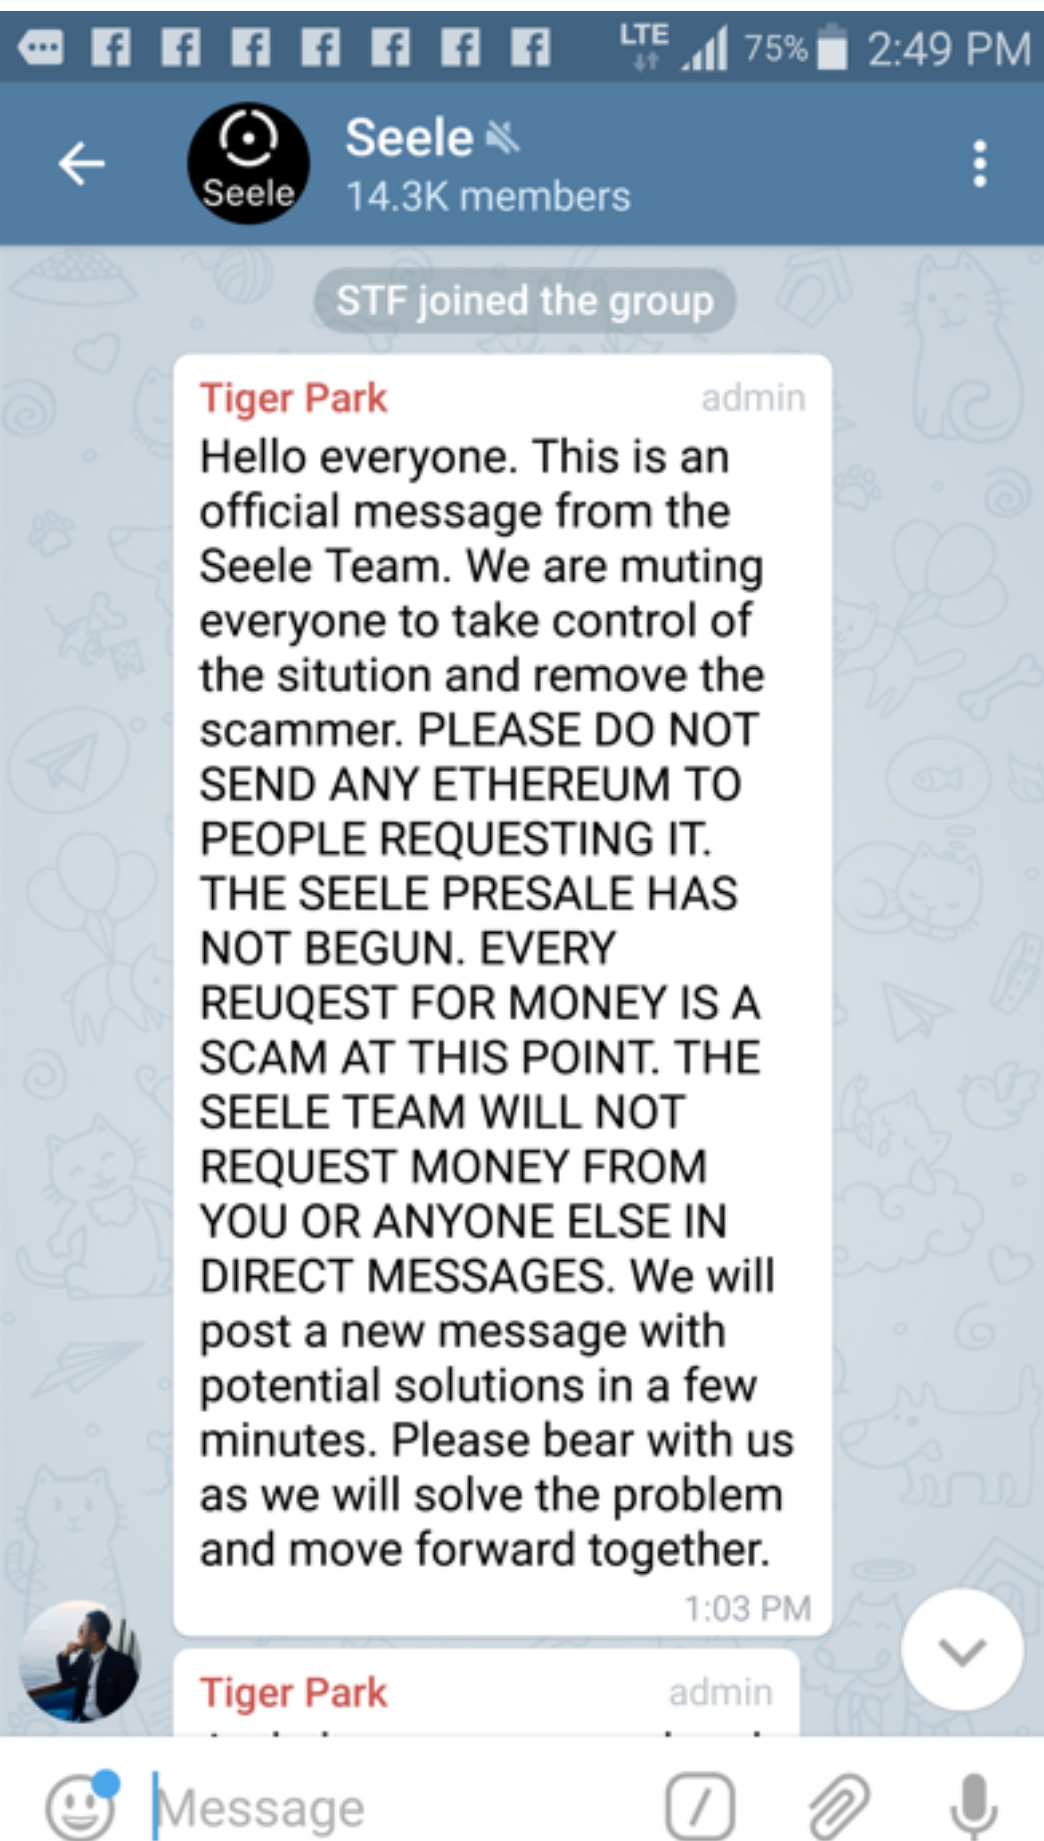 LTE 75% 2:49 PM
Seele
Seele
14.3K members
STF joined the group
Tiger Park admin
Hello everyone. This is an
official message from the
Seele Team. We are muting
everyone to take control of
the sitution and remove the
scammer. PLEASE DO NOT
SEND ANY ETHEREUM TO
PEOPLE REQUESTING IT.
THE SEELE PRESALE HAS
NOT BEGUN. EVERY
REUQEST FOR MONEY IS A
SCAM AT THIS POINT. THE
SEELE TEAM WILL NOT
REQUEST MONEY FROM
YOU OR ANYONE ELSE IN
DIRECT MESSAGES. We will
post a new message with
potential solutions in a few
minutes. Please bear with us
as we will solve the problem
and move forward together.
1:03 PM
Tiger Park admin
Message